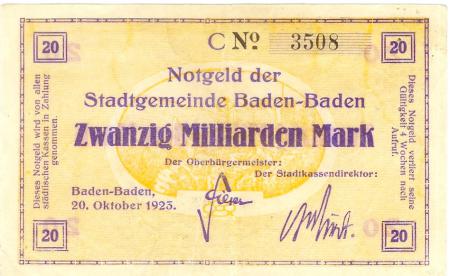 20
C № 3508
20
Notgeld der
Stadtgemeinde Baden-Baden
Zwanzig Milliarden Mark
Der Oberbürgermeister:
Der Stadtkassendirektor:
Baden-Baden,
20. Oktober 1923.
Dieses Notgeld wird von allen
städtischen Kassen in Zahlung
genommen.
Dieses Notgeld verliert seine
Gültigkeit 4 Wochen nach
Aufruf.
20
20